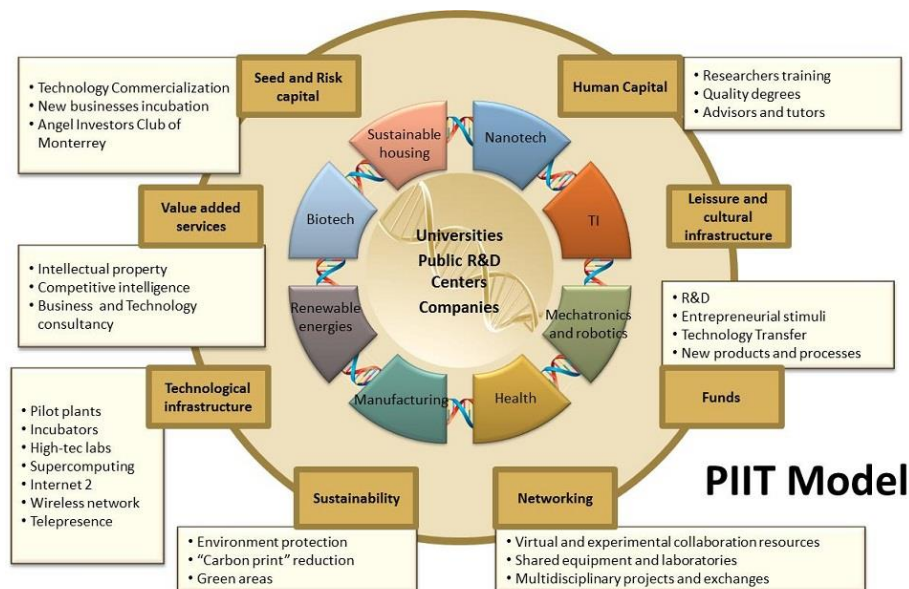 Seed and Risk
capital
• Technology Commercialization
• New businesses incubation
• Angel Investors Club of
Monterrey
Human Capital
• Researchers training
• Quality degrees
• Advisors and tutors
Sustainable
housing
Nanotech
Biotech
TI
Value added
services
• Intellectual property
• Competitive intelligence
• Business and Technology
consultancy
Leissure and
cultural
infrastructure
Universities
Public R&D
Centers
Companies
Renewable
energies
Mechatronics
and robotics
• R&D
• Entrepreneurial stimuli
• Technology Transfer
• New products and processes
Funds
Manufacturing
Health
Technological
infrastructure
• Pilot plants
• Incubators
• High-tec labs
• Supercomputing
• Internet 2
• Wireless network
• Telepresence
PIIT Model
Sustainability
• Environment protection
• “Carbon print” reduction
• Green areas
Networking
• Virtual and experimental collaboration resources
• Shared equipment and laboratories
• Multidisciplinary projects and exchanges